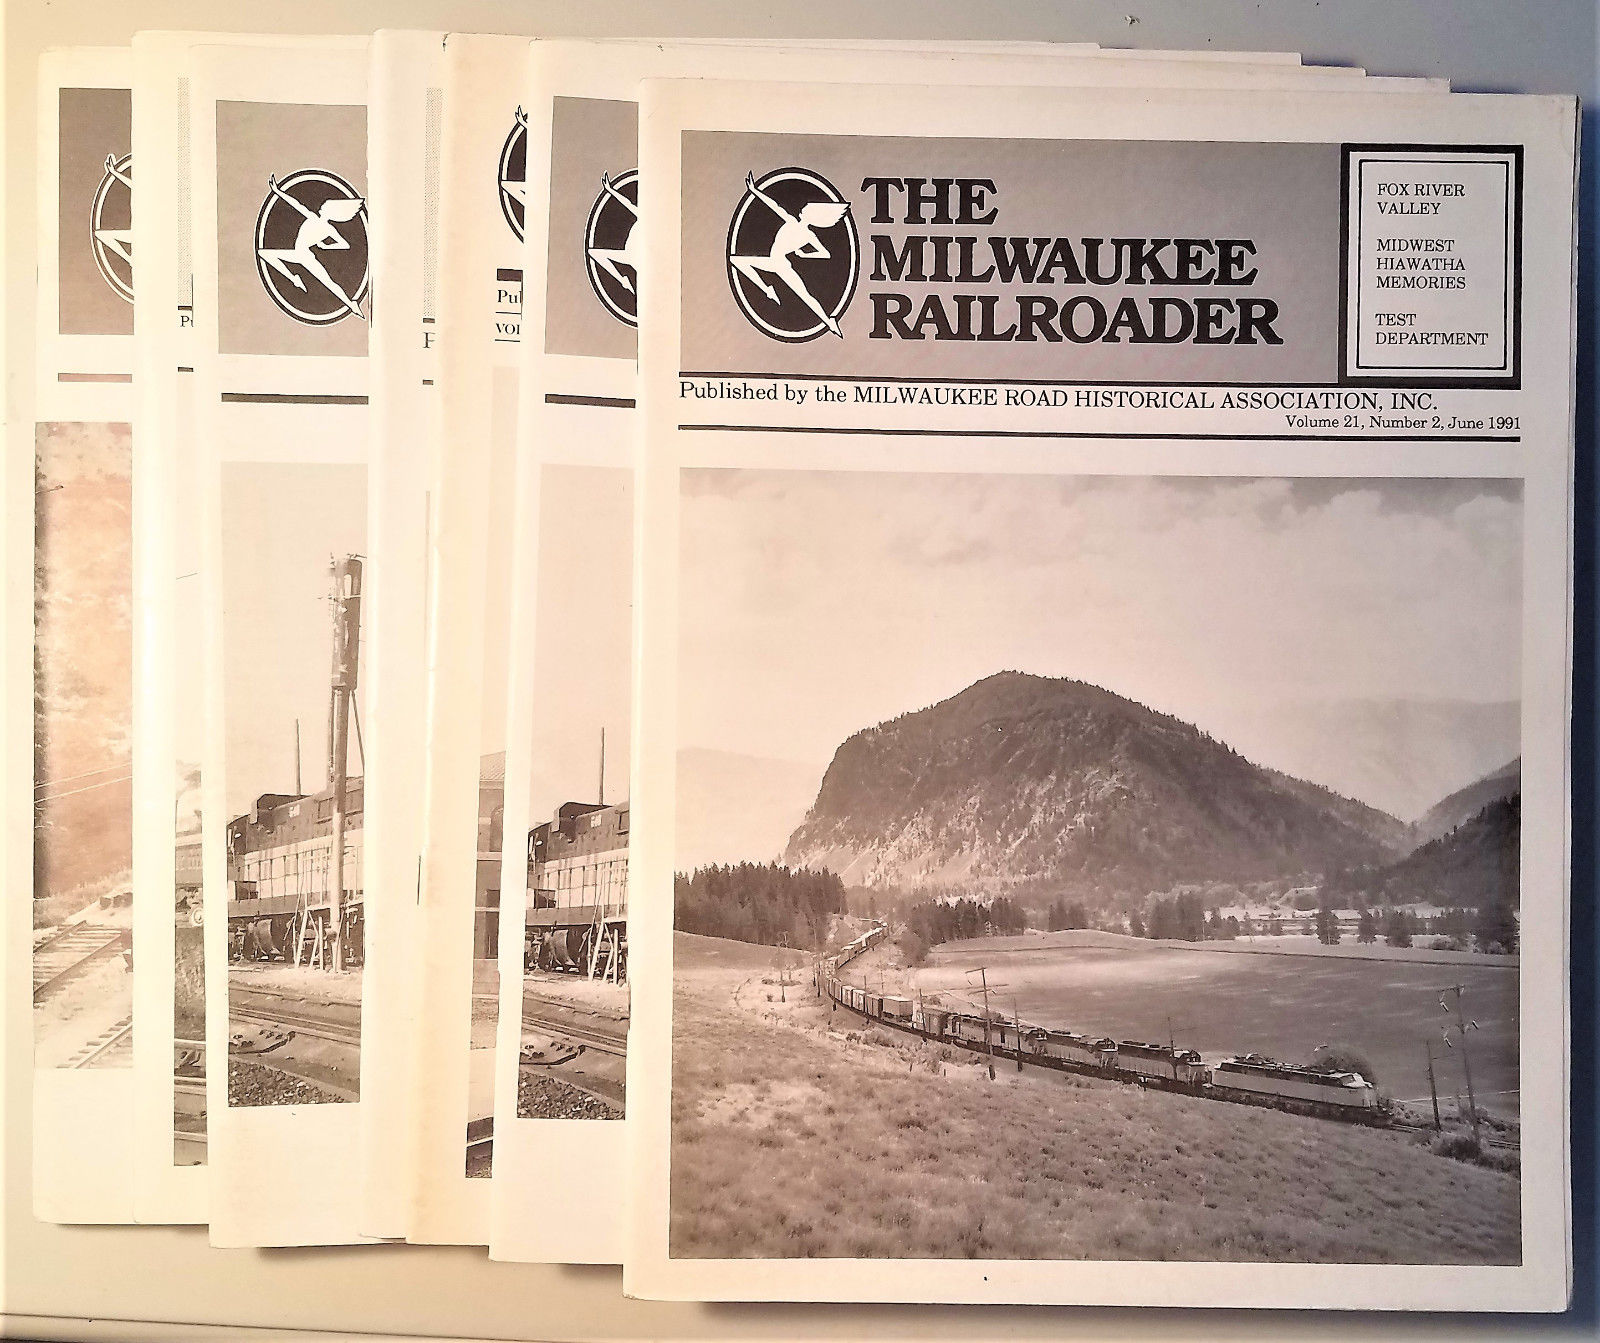 THE
MILWAUKEE
RAILROADER
FOX RIVER
VALLEY
MIDWEST
HIAWATHA
MEMORIES
TEST
DEPARTMENT
Published by the MILWAUKEE ROAD HISTORICAL ASSOCIATION, INC.
Volume 21, Number 2, June 1991